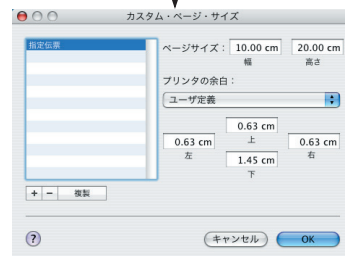 カスタム・ページ・サイズ
指定伝票
ページサイズ： 10.00 cm 20.00 cm
幅 高さ
プリンタの余白：
ユーザ定義
0.63 cm
上
0.63 cm 0.63 cm
左 右
1.45 cm
下
+ − 複製
? キャンセル OK